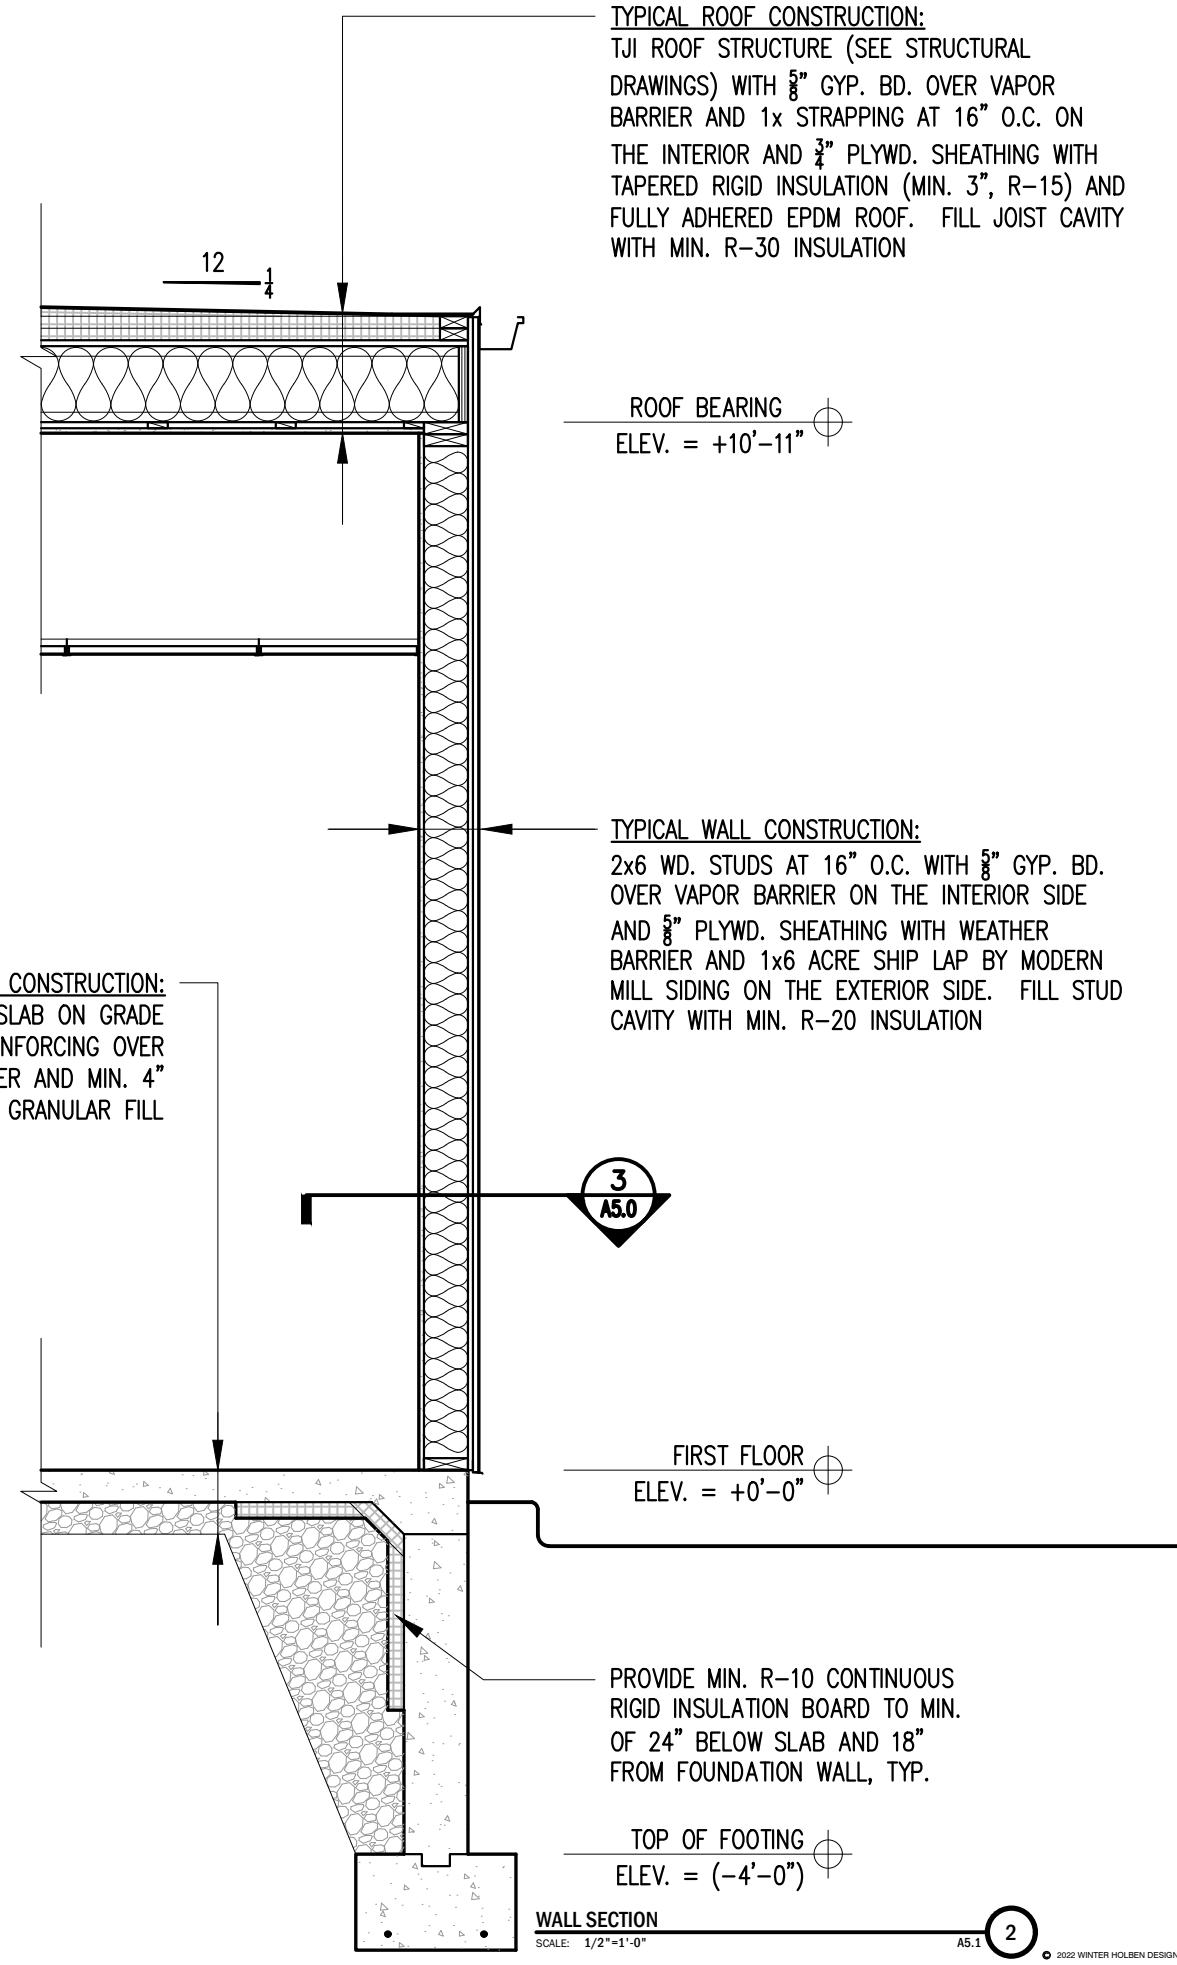 TYPICAL ROOF CONSTRUCTION:
TJI ROOF STRUCTURE (SEE STRUCTURAL
DRAWINGS) WITH 5/8" GYP. BD. OVER VAPOR
BARRIER AND 1x STRAPPING AT 16" O.C. ON
THE INTERIOR AND 3/4" PLYWD. SHEATHING WITH
TAPERED RIGID INSULATION (MIN. 3", R-15) AND
FULLY ADHERED EPDM ROOF. FILL JOIST CAVITY
WITH MIN. R-30 INSULATION
12
1/4
ROOF BEARING
ELEV. = +10'-11"
TYPICAL WALL CONSTRUCTION:
2x6 WD. STUDS AT 16" O.C. WITH 5/8" GYP. BD.
OVER VAPOR BARRIER ON THE INTERIOR SIDE
AND 5/8" PLYWD. SHEATHING WITH WEATHER
BARRIER AND 1x6 ACRE SHIP LAP BY MODERN
MILL SIDING ON THE EXTERIOR SIDE. FILL STUD
CAVITY WITH MIN. R-20 INSULATION
CONSTRUCTION:
SLAB ON GRADE
NFORCING OVER
ER AND MIN. 4"
GRANULAR FILL
3
A5.0
FIRST FLOOR
ELEV. = +0'-0"
PROVIDE MIN. R-10 CONTINUOUS
RIGID INSULATION BOARD TO MIN.
OF 24" BELOW SLAB AND 18"
FROM FOUNDATION WALL, TYP.
TOP OF FOOTING
ELEV. = (-4'-0")
WALL SECTION
SCALE: 1/2"=1'-0"
A5.1
2
© 2022 WINTER HOLBEN DESIGN